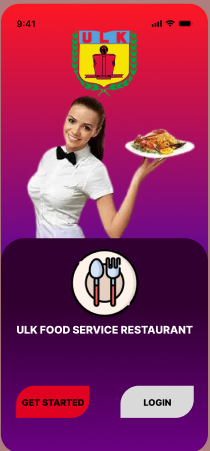 9:41
ULK
ULK FOOD SERVICE RESTAURANT
GET STARTED
LOGIN